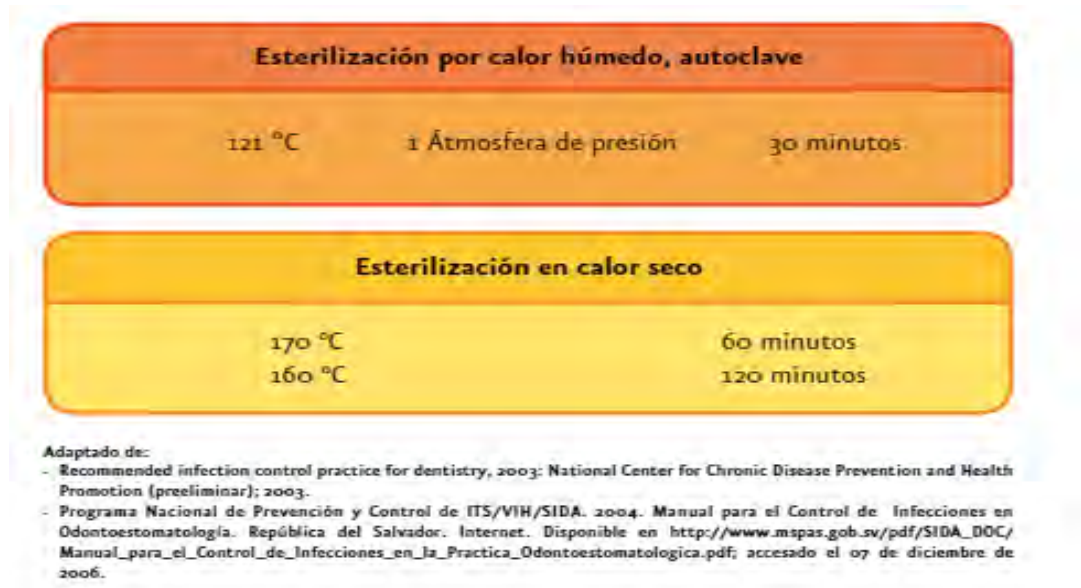 Esterilización por calor húmedo, autoclave
121 °C 1 Átmosfera de presión 30 minutos
Esterilización en calor seco
170 °C 60 minutos
160 °C 120 minutos
Adaptado de:
- Recommended infection control practice for dentistry, 2003: National Center for Chronic Disease Prevention and Health
Promotion (preeliminar); 2003.
- Programa Nacional de Prevención y Control de ITS/VIH/SIDA. 2004. Manual para el Control de Infecciones en
Odontoestomatología. República del Salvador. Internet. Disponible en http://www.mspas.gob.sv/pdf/SIDA_DOC/
Manual_para_el_Control_de_Infecciones_en_la_Practica_Odontoestomatologica.pdf; accesado el 07 de diciembre de
2006.